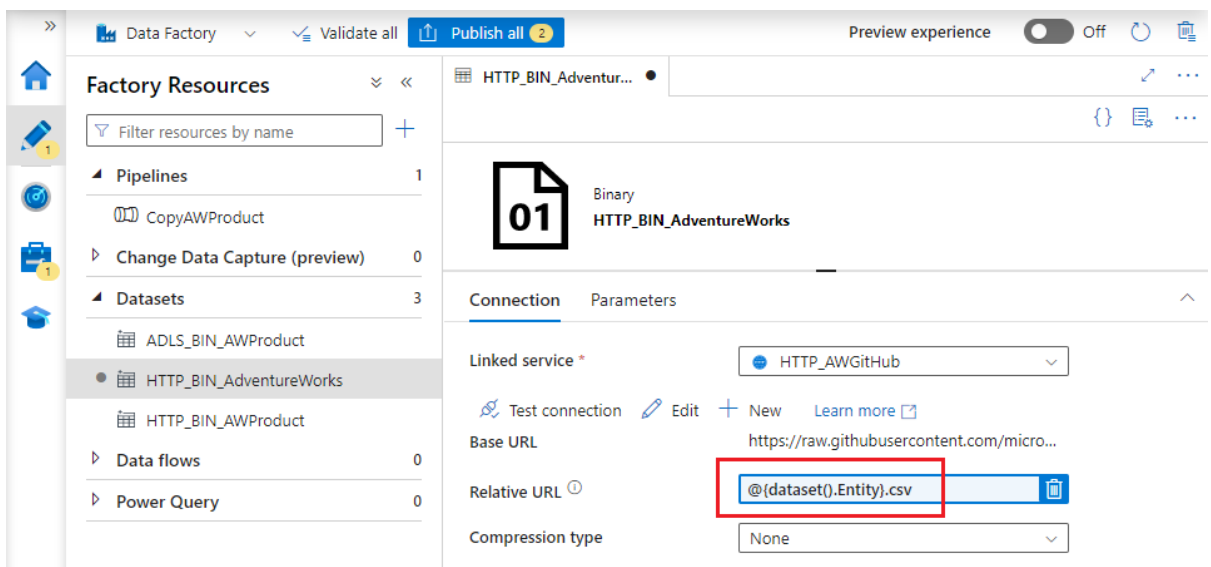 Data Factory
Validate all
Publish all 2
Preview experience
Off
1
1
Factory Resources
Filter resources by name
Pipelines 1
CopyAWProduct
Change Data Capture (preview) 0
Datasets 3
ADLS_BIN_AWProduct
HTTP_BIN_AdventureWorks
HTTP_BIN_AWProduct
Data flows 0
Power Query 0
HTTP_BIN_Adventur...
{}
01
Binary
HTTP_BIN_AdventureWorks
Connection Parameters
Linked service * HTTP_AWGitHub
Test connection Edit New Learn more
Base URL https://raw.githubusercontent.com/micro...
Relative URL @{dataset().Entity}.csv
Compression type None